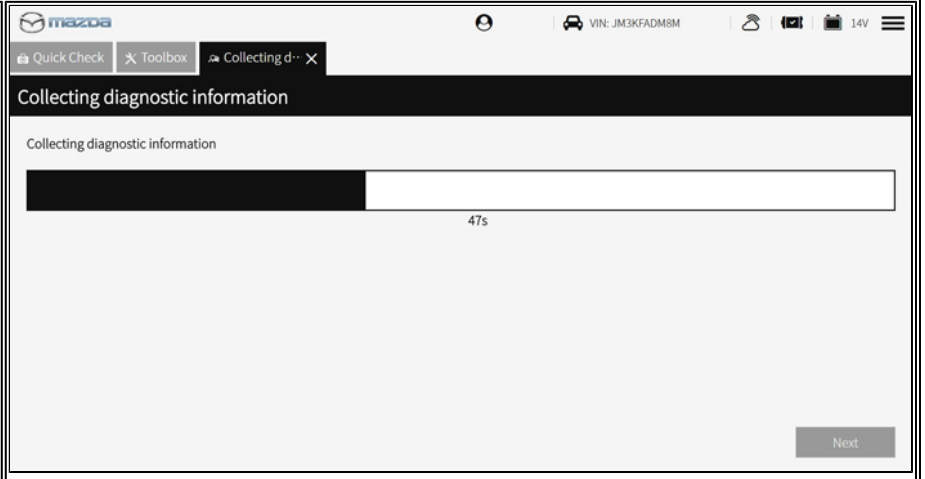 mazda VIN: JM3KFADM8M 14V
Quick Check Toolbox Collecting d··
Collecting diagnostic information
Collecting diagnostic information
47s
Next